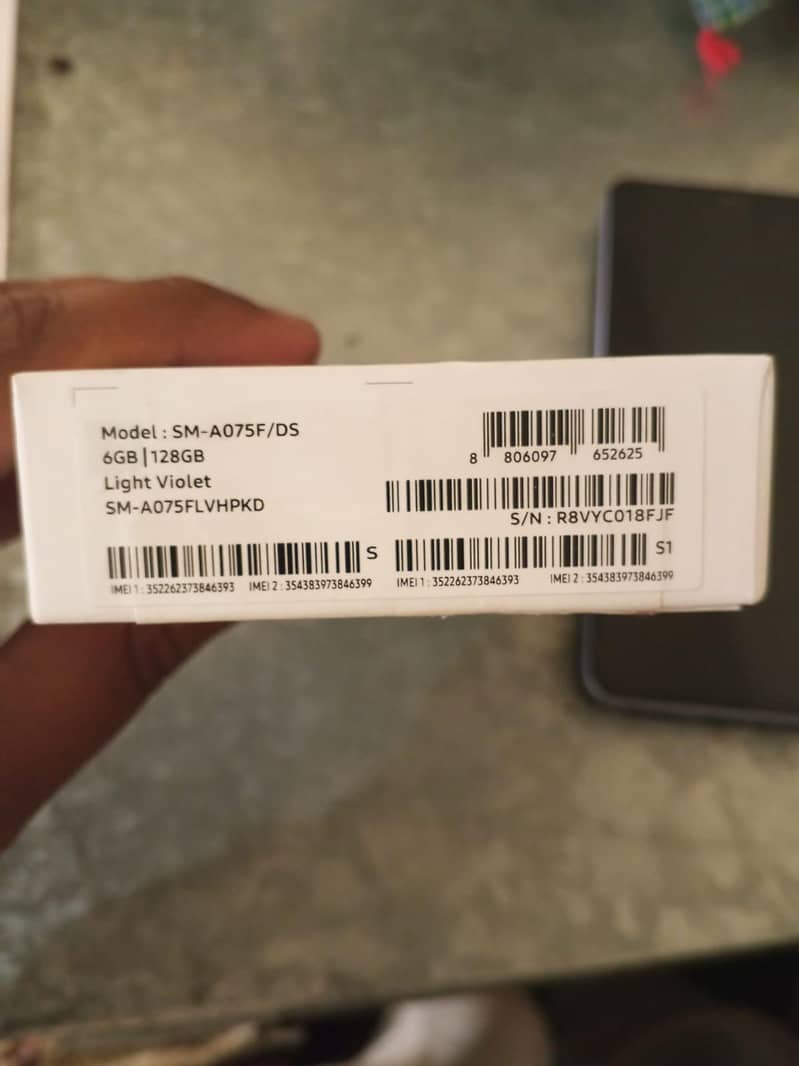 Model : SM-A075F/DS
6GB|128GB
Light Violet
SM-A075FLVHPKD
8 806097 652625
S/N : R8VYC018FJF
S
IMEI 1 : 352262373846393 IMEI 2 : 354383973846399
S1
IMEI 1 : 352262373846393 IMEI 2 : 354383973846399